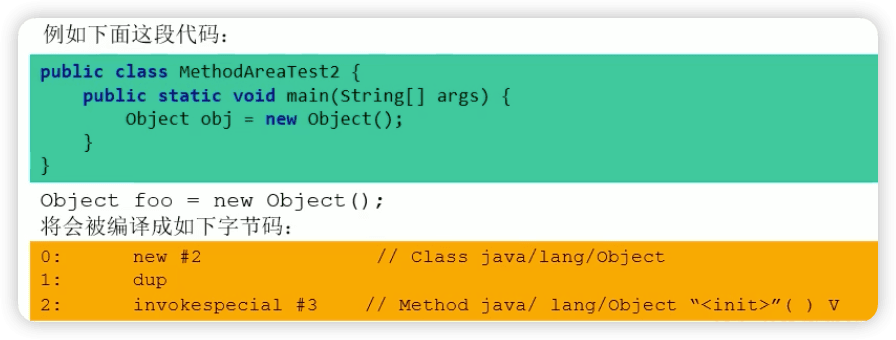 例如下面这段代码：
public class MethodAreaTest2 {
    public static void main(String[] args) {
        Object obj = new Object();
    }
}
Object foo = new Object();
将会被编译成如下字节码：
0:      new #2                 // Class java/lang/Object
1:      dup
2:      invokespecial #3    // Method java/ lang/Object “<init>”( ) V